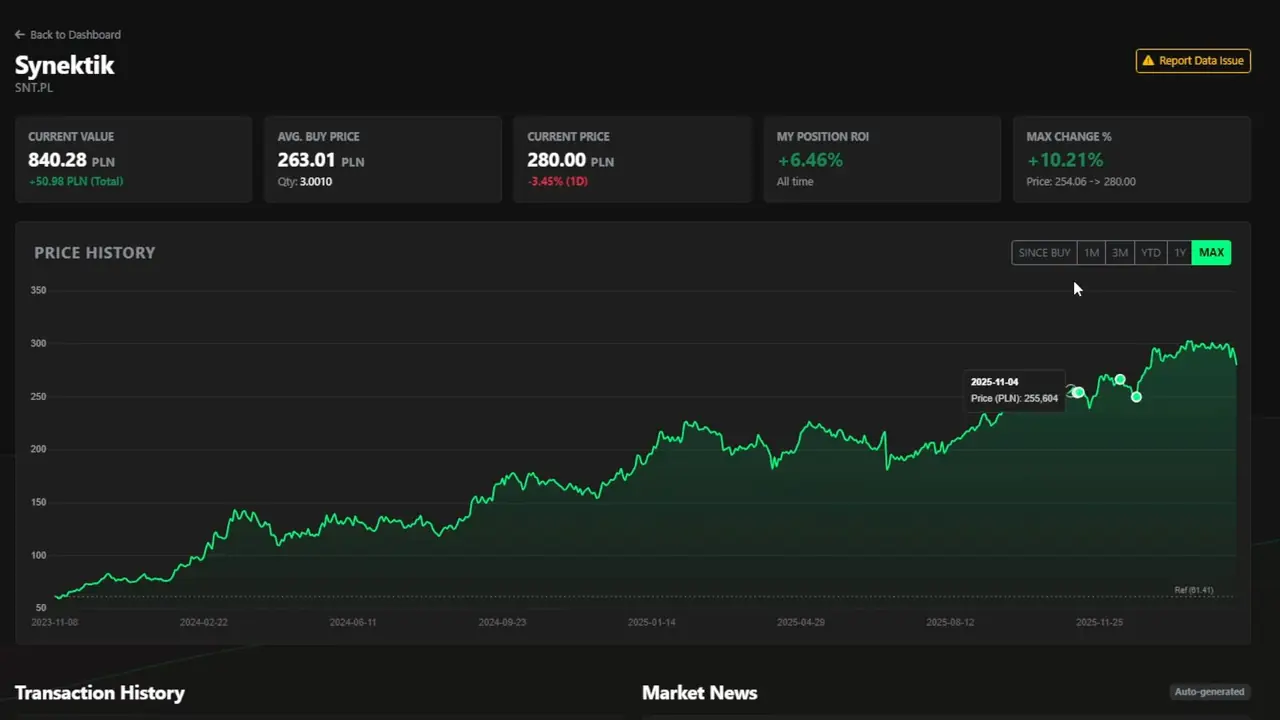 Back to Dashboard
Synektik
SNT.PL
Report Data Issue
CURRENT VALUE
840.28 PLN
+50.98 PLN (Total)
AVG. BUY PRICE
263.01 PLN
Qty: 3.0010
CURRENT PRICE
280.00 PLN
-3.45% (1D)
MY POSITION ROI
+6.46%
All time
MAX CHANGE %
+10.21%
Price: 254.06 -> 280.00
PRICE HISTORY
SINCE BUY 1M 3M YTD 1Y MAX
350
300
250
200
150
100
50
2025-11-04
Price (PLN): 255,604
Ref (61.41)
2023-11-08 2024-02-22 2024-06-11 2024-09-23 2025-01-14 2025-04-29 2025-08-12 2025-11-25
Transaction History
Market News
Auto-generated